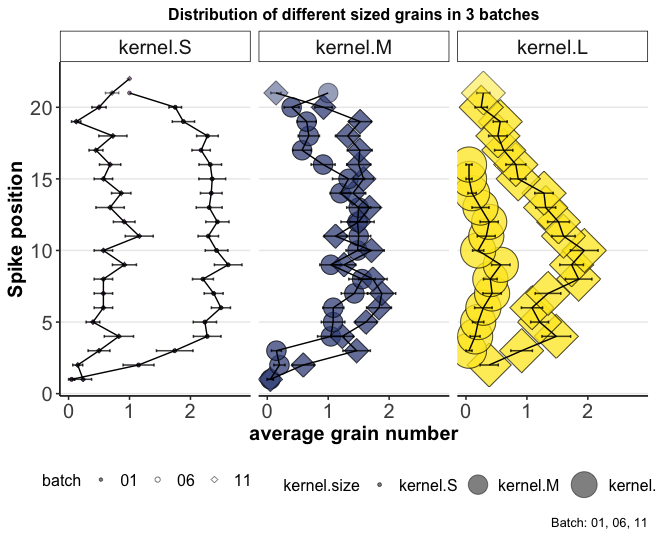 Distribution of different sized grains in 3 batches
kernel.S kernel.M kernel.L
Spike position
20
15
10
5
0
0 1 2 0 1 2 0 1 2
average grain number
batch 01 06 11 kernel.size kernel.S kernel.M kernel.
Batch: 01, 06, 11